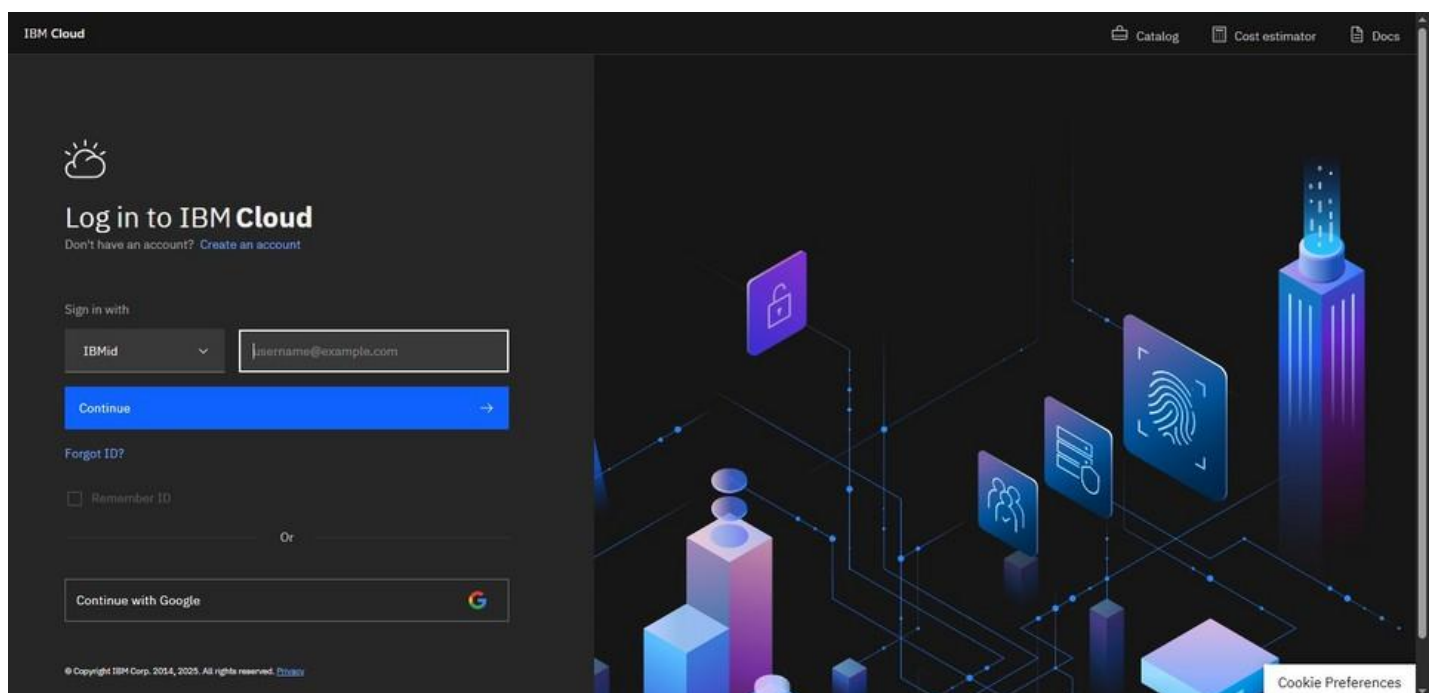 IBM Cloud
Catalog
Cost estimator
Docs
Log in to IBM Cloud
Don't have an account? Create an account
Sign in with
IBMid
username@example.com
Continue
Forgot ID?
Remember ID
Or
Continue with Google
© Copyright IBM Corp. 2014, 2025. All rights reserved. Privacy
Cookie Preferences